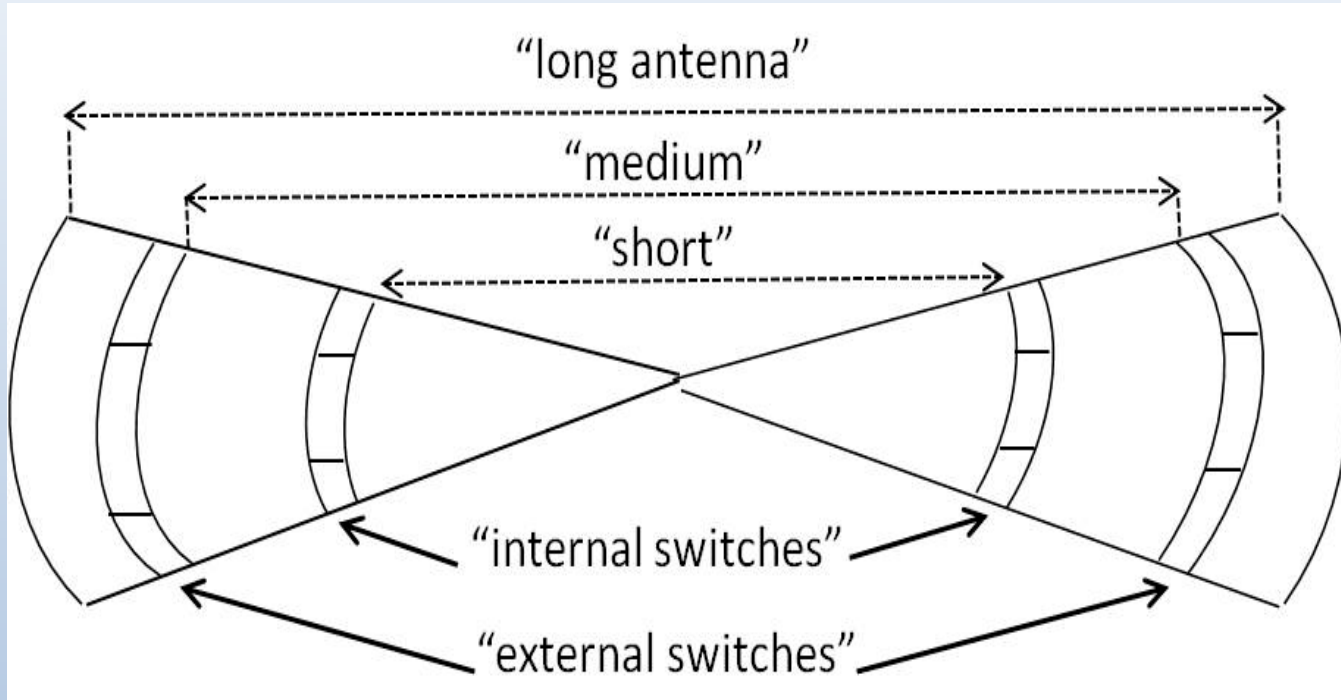 “long antenna”
“medium”
“short”
“internal switches”
“external switches”